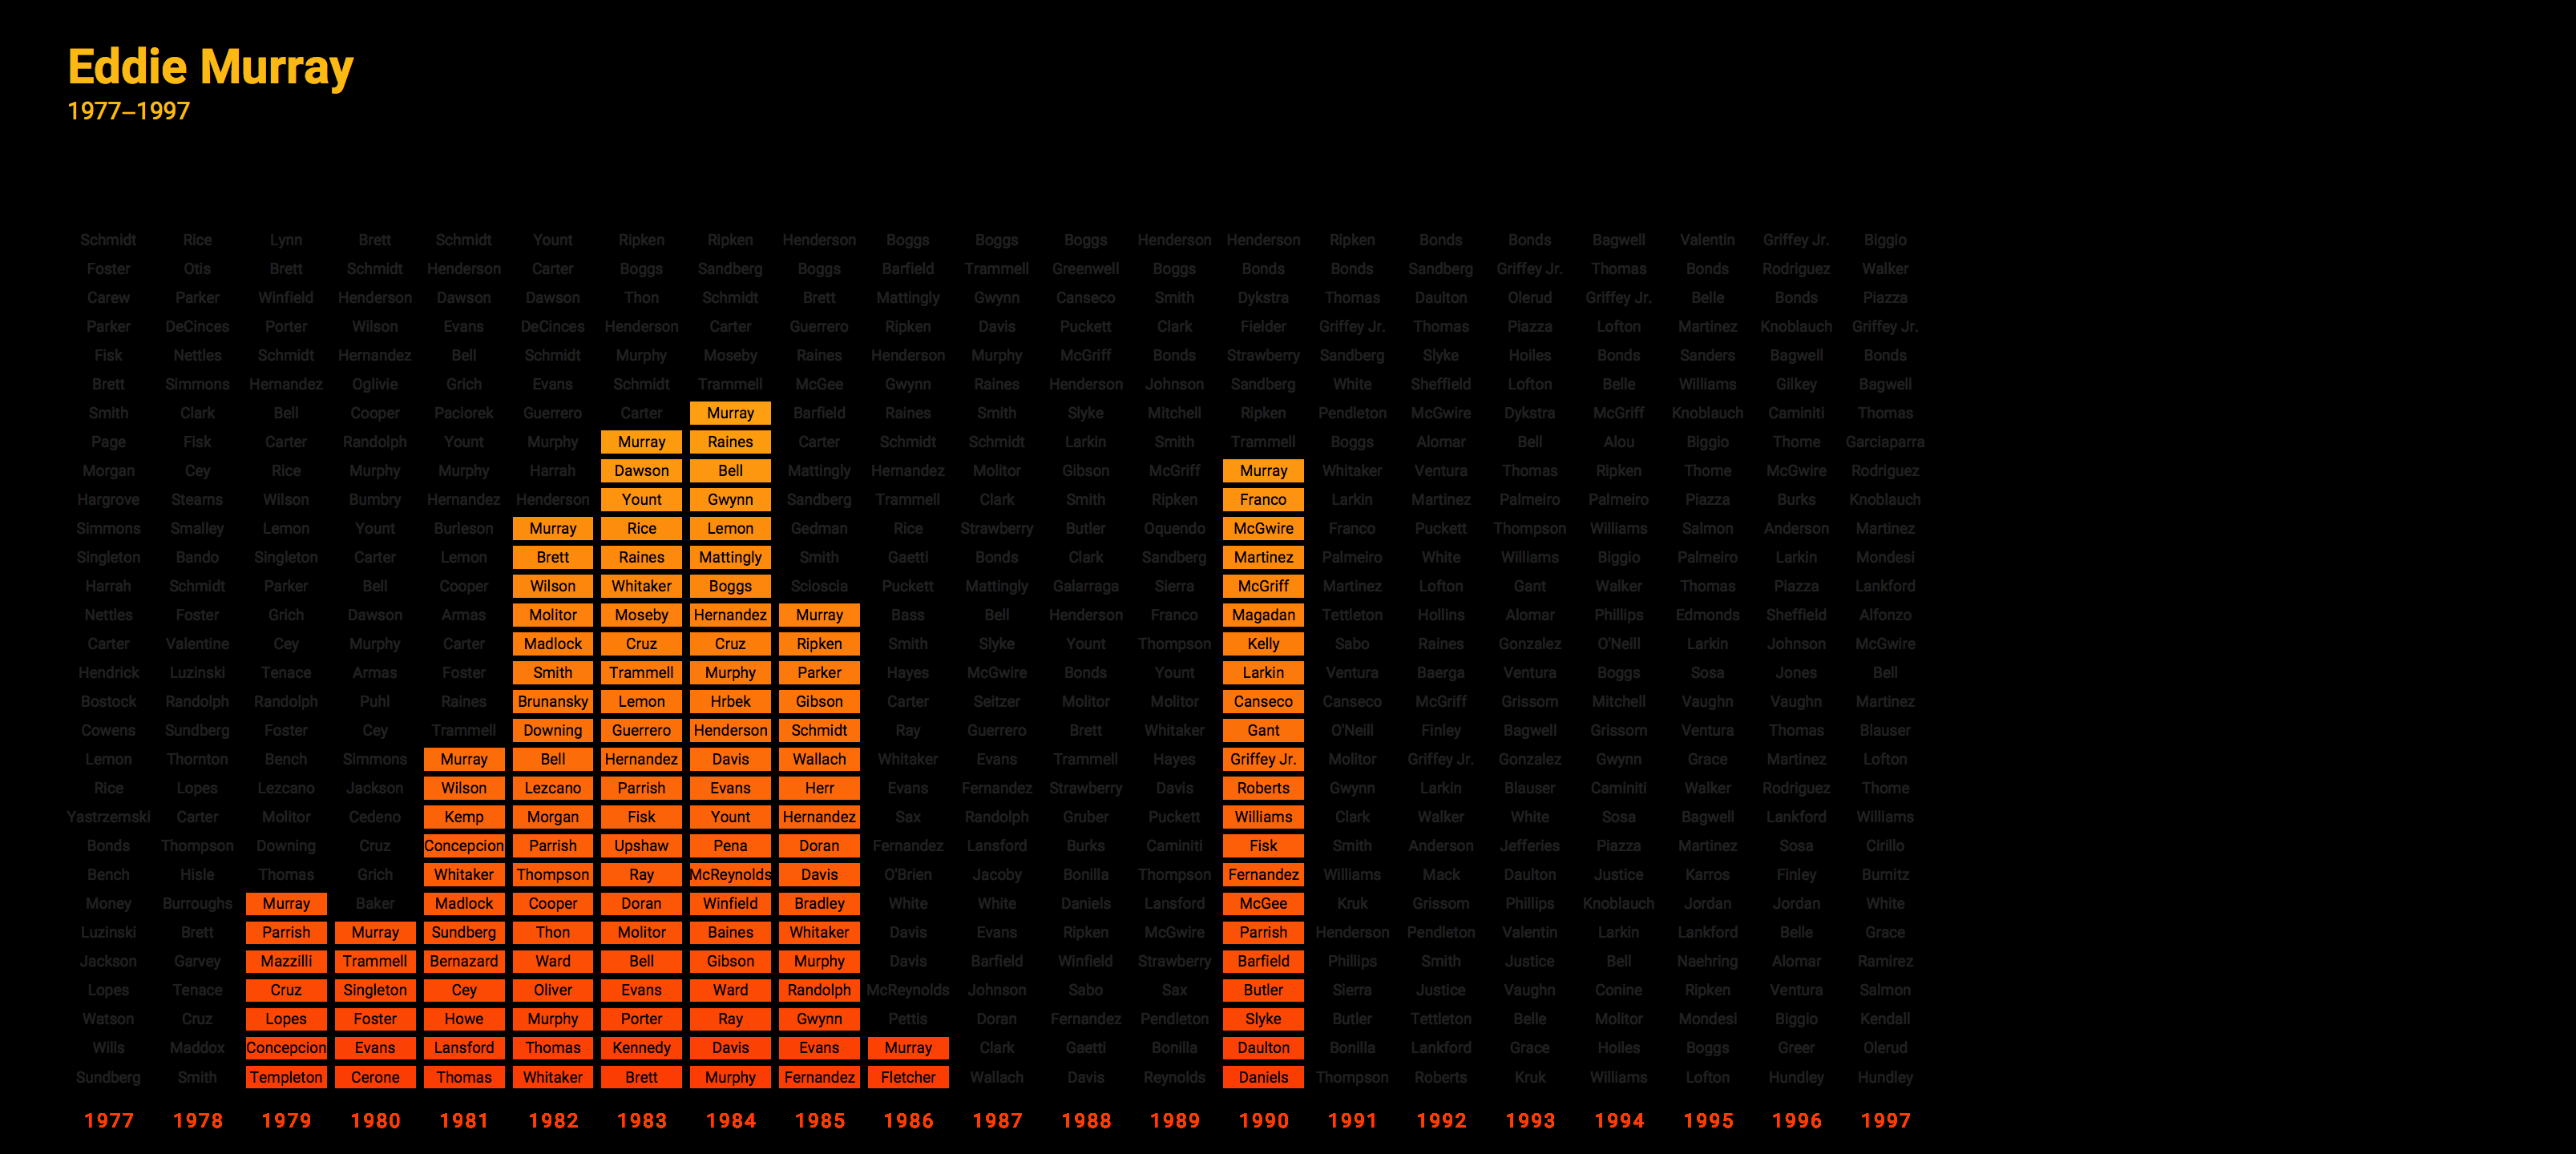 Eddie Murray
1977–1997
Schmidt Rice Lynn Brett Schmidt Yount Ripken Ripken Henderson Boggs Boggs Boggs Henderson Henderson Ripken Bonds Bonds Bagwell Valentin Griffey Jr. Biggio
Foster Otis Brett Schmidt Henderson Carter Boggs Sandberg Boggs Barfield Trammell Greenwell Boggs Bonds Bonds Sandberg Griffey Jr. Thomas Bonds Rodriguez Walker
Carew Parker Winfield Henderson Dawson Dawson Thon Schmidt Brett Mattingly Gwynn Canseco Smith Dykstra Thomas Daulton Olerud Griffey Jr. Belle Bonds Piazza
Parker DeCinces Porter Wilson Evans DeCinces Henderson Carter Guerrero Ripken Davis Puckett Clark Fielder Griffey Jr. Thomas Piazza Lofton Martinez Knoblauch Griffey Jr.
Fisk Nettles Schmidt Hernandez Bell Schmidt Murphy Moseby Raines Henderson Murphy McGriff Bonds Strawberry Sandberg Slyke Hoiles Bonds Sanders Bagwell Bonds
Brett Simmons Hernandez Oglivie Grich Evans Schmidt Trammell McGee Gwynn Raines Henderson Johnson Sandberg White Sheffield Lofton Belle Williams Gilkey Bagwell
Smith Clark Bell Cooper Paciorek Guerrero Carter Murray Barfield Raines Smith Slyke Mitchell Ripken Pendleton McGwire Dykstra McGriff Knoblauch Caminiti Thomas
Page Fisk Carter Randolph Yount Murphy Murray Raines Carter Schmidt Schmidt Larkin Smith Trammell Boggs Alomar Bell Alou Biggio Thome Garciaparra
Morgan Cey Rice Murphy Murphy Harrah Dawson Bell Mattingly Hernandez Molitor Gibson McGriff Murray Whitaker Ventura Thomas Ripken Thome McGwire Rodriguez
Hargrove Stearns Wilson Bumbry Hernandez Henderson Yount Gwynn Sandberg Trammell Clark Smith Ripken Franco Larkin Martinez Palmeiro Palmeiro Piazza Burks Knoblauch
Simmons Smalley Lemon Yount Burleson Murray Rice Lemon Gedman Rice Strawberry Butler Oquendo McGwire Franco Puckett Thompson Williams Salmon Anderson Martinez
Singleton Bando Singleton Carter Lemon Brett Raines Mattingly Smith Gaetti Bonds Clark Sandberg Martinez Palmeiro White Williams Biggio Palmeiro Larkin Mondesi
Harrah Schmidt Parker Bell Cooper Wilson Whitaker Boggs Scioscia Puckett Mattingly Galarraga Sierra McGriff Martinez Lofton Gant Walker Thomas Piazza Lankford
Nettles Foster Grich Dawson Armas Molitor Moseby Hernandez Murray Bass Bell Henderson Franco Magadan Tettleton Hollins Alomar Phillips Edmonds Sheffield Alfonzo
Carter Valentine Cey Murphy Carter Madlock Cruz Cruz Ripken Smith Slyke Yount Thompson Kelly Sabo Raines Gonzalez O'Neill Larkin Johnson McGwire
Hendrick Luzinski Tenace Armas Foster Smith Trammell Murphy Parker Hayes McGwire Bonds Yount Larkin Ventura Baerga Ventura Boggs Sosa Jones Bell
Bostock Randolph Randolph Puhl Raines Brunansky Lemon Hrbek Gibson Carter Seitzer Molitor Molitor Canseco Canseco McGriff Grissom Mitchell Vaughn Vaughn Martinez
Cowens Sundberg Foster Cey Trammell Downing Guerrero Henderson Schmidt Ray Guerrero Brett Whitaker Gant O'Neill Finley Bagwell Grissom Ventura Thomas Blauser
Lemon Thornton Bench Simmons Murray Bell Hernandez Davis Wallach Whitaker Evans Trammell Hayes Griffey Jr. Molitor Griffey Jr. Gonzalez Gwynn Grace Martinez Lofton
Rice Lopes Lezcano Jackson Wilson Lezcano Parrish Evans Herr Evans Fernandez Strawberry Davis Roberts Gwynn Larkin Blauser Caminiti Walker Rodriguez Thome
Yastrzemski Carter Molitor Cedeno Kemp Morgan Fisk Yount Hernandez Sax Randolph Gruber Puckett Williams Clark Walker White Sosa Bagwell Lankford Williams
Bonds Thompson Downing Cruz Concepcion Parrish Upshaw Pena Doran Fernandez Lansford Burks Caminiti Fisk Smith Anderson Jefferies Piazza Martinez Sosa Cirillo
Bench Hisle Thomas Grich Whitaker Thompson Ray McReynolds Davis O'Brien Jacoby Bonilla Thompson Fernandez Williams Mack Daulton Justice Karros Finley Burnitz
Money Burroughs Murray Baker Madlock Cooper Doran Winfield Bradley White White Daniels Lansford McGee Kruk Grissom Phillips Knoblauch Jordan Jordan White
Luzinski Brett Parrish Murray Sundberg Thon Molitor Baines Whitaker Davis Evans Ripken McGwire Parrish Henderson Pendleton Valentin Larkin Lankford Belle Grace
Jackson Garvey Mazzilli Trammell Bernazard Ward Bell Gibson Murphy Davis Barfield Winfield Strawberry Barfield Phillips Smith Justice Bell Naehring Alomar Ramirez
Lopes Tenace Cruz Singleton Cey Oliver Evans Ward Randolph McReynolds Johnson Sabo Sax Butler Sierra Justice Vaughn Conine Ripken Ventura Salmon
Watson Cruz Lopes Foster Howe Murphy Porter Ray Gwynn Pettis Doran Fernandez Pendleton Slyke Butler Tettleton Belle Molitor Mondesi Biggio Kendall
Wills Maddox Concepcion Evans Lansford Thomas Kennedy Davis Evans Murray Clark Gaetti Bonilla Daulton Bonilla Lankford Grace Hoiles Boggs Greer Olerud
Sundberg Smith Templeton Cerone Thomas Whitaker Brett Murphy Fernandez Fletcher Wallach Davis Reynolds Daniels Thompson Roberts Kruk Williams Lofton Hundley Hundley
1977 1978 1979 1980 1981 1982 1983 1984 1985 1986 1987 1988 1989 1990 1991 1992 1993 1994 1995 1996 1997